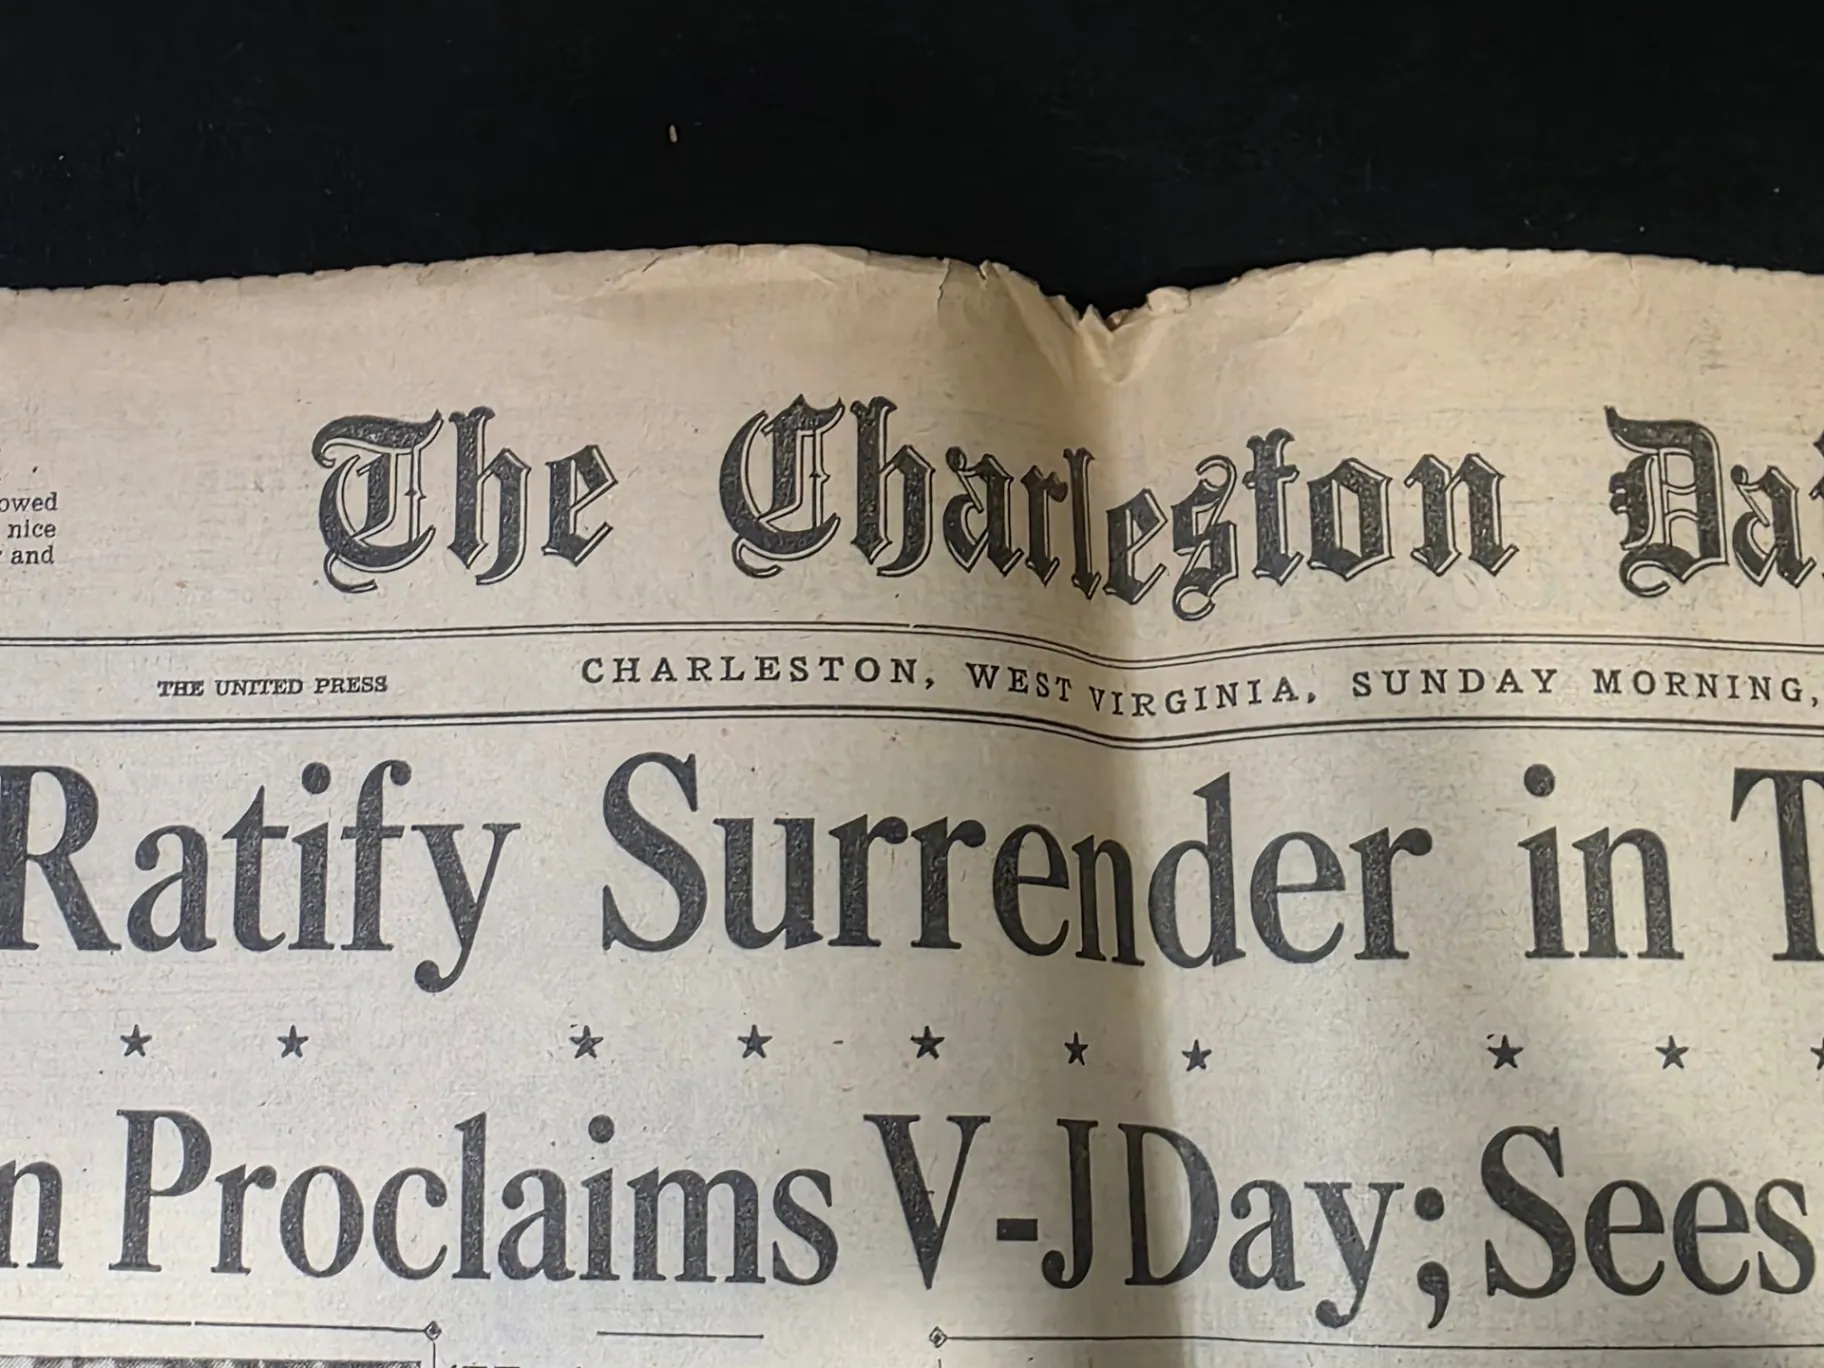 The Charleston Dai
owed
nice
and
THE UNITED PRESS CHARLESTON, WEST VIRGINIA, SUNDAY MORNING,
Ratify Surrender in T
★ ★ ★ ★ ★ ★ ★ ★ ★ ★
n Proclaims V-J Day; Sees